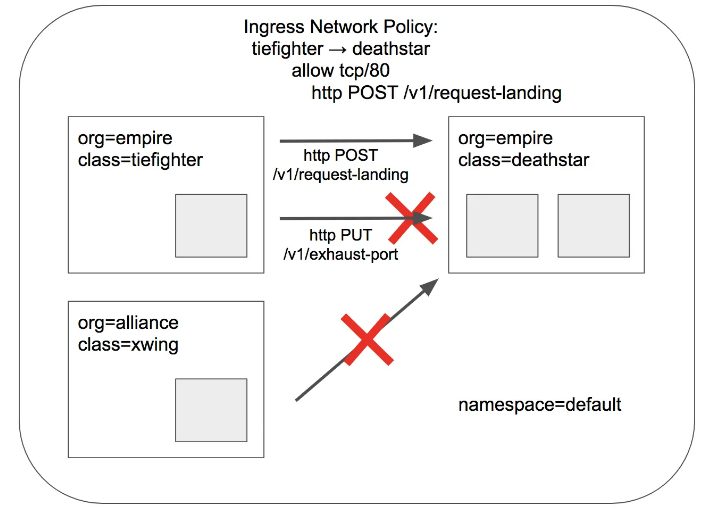 Ingress Network Policy:
tiefighter → deathstar
allow tcp/80
http POST /v1/request-landing
org=empire
class=tiefighter
http POST
/v1/request-landing
http PUT
/v1/exhaust-port
org=empire
class=deathstar
org=alliance
class=xwing
namespace=default